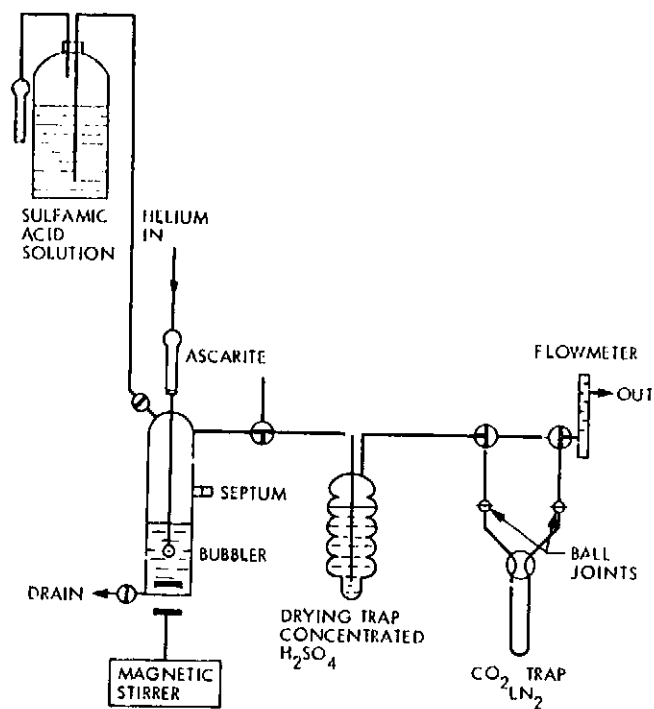 SULFAMIC
ACID
SOLUTION
HELIUM
IN
ASCARITE
FLOWMETER
OUT
SEPTUM
BUBBLER
DRAIN
BALL
JOINTS
DRYING TRAP
CONCENTRATED
H₂SO₄
MAGNETIC
STIRRER
CO₂ TRAP
LN₂